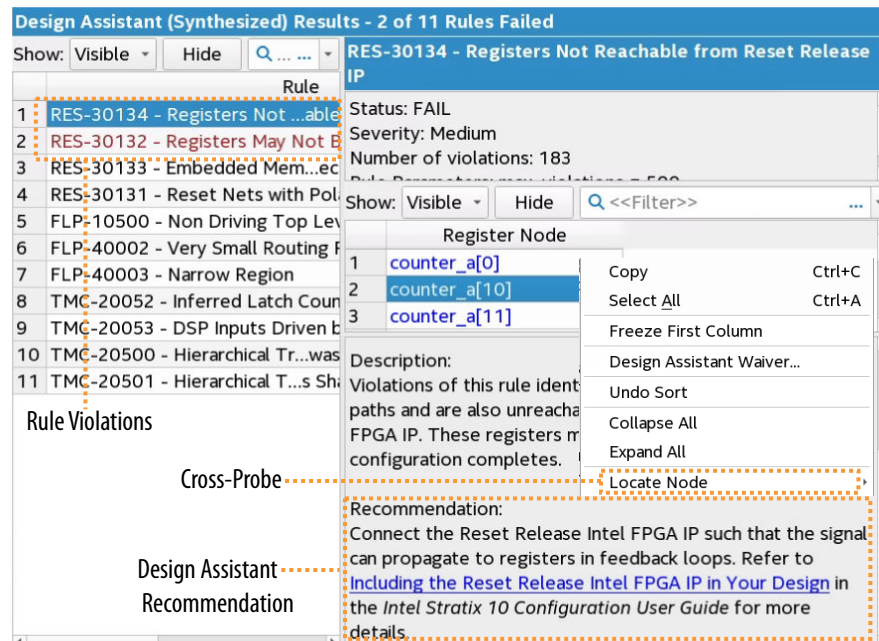 Design Assistant (Synthesized) Results - 2 of 11 Rules Failed
Show: Visible Hide ... ...
Rule
1 RES-30134 - Registers Not ...able
2 RES-30132 - Registers May Not B
3 RES-30133 - Embedded Mem...ec
4 RES-30131 - Reset Nets with Pol
5 FLP-10500 - Non Driving Top Lev
6 FLP-40002 - Very Small Routing
7 FLP-40003 - Narrow Region
8 TMC-20052 - Inferred Latch Coun
9 TMC-20053 - DSP Inputs Driven b
10 TMC-20500 - Hierarchical Tr...was
11 TMC-20501 - Hierarchical T...s Sha
Rule Violations
Cross-Probe
Design Assistant
Recommendation
RES-30134 - Registers Not Reachable from Reset Release
IP
Status: FAIL
Severity: Medium
Number of violations: 183
Rule Parameters: max_violations = 500
Show: Visible Hide <<Filter>> ...
Register Node
1 counter_a[0]
2 counter_a[10]
3 counter_a[11]
Copy Ctrl+C
Select All Ctrl+A
Freeze First Column
Design Assistant Waiver...
Undo Sort
Collapse All
Expand All
Locate Node
Description:
Violations of this rule ident
paths and are also unreacha
FPGA IP. These registers m
configuration completes.
Recommendation:
Connect the Reset Release Intel FPGA IP such that the signal
can propagate to registers in feedback loops. Refer to
Including the Reset Release Intel FPGA IP in Your Design in
the Intel Stratix 10 Configuration User Guide for more
details.